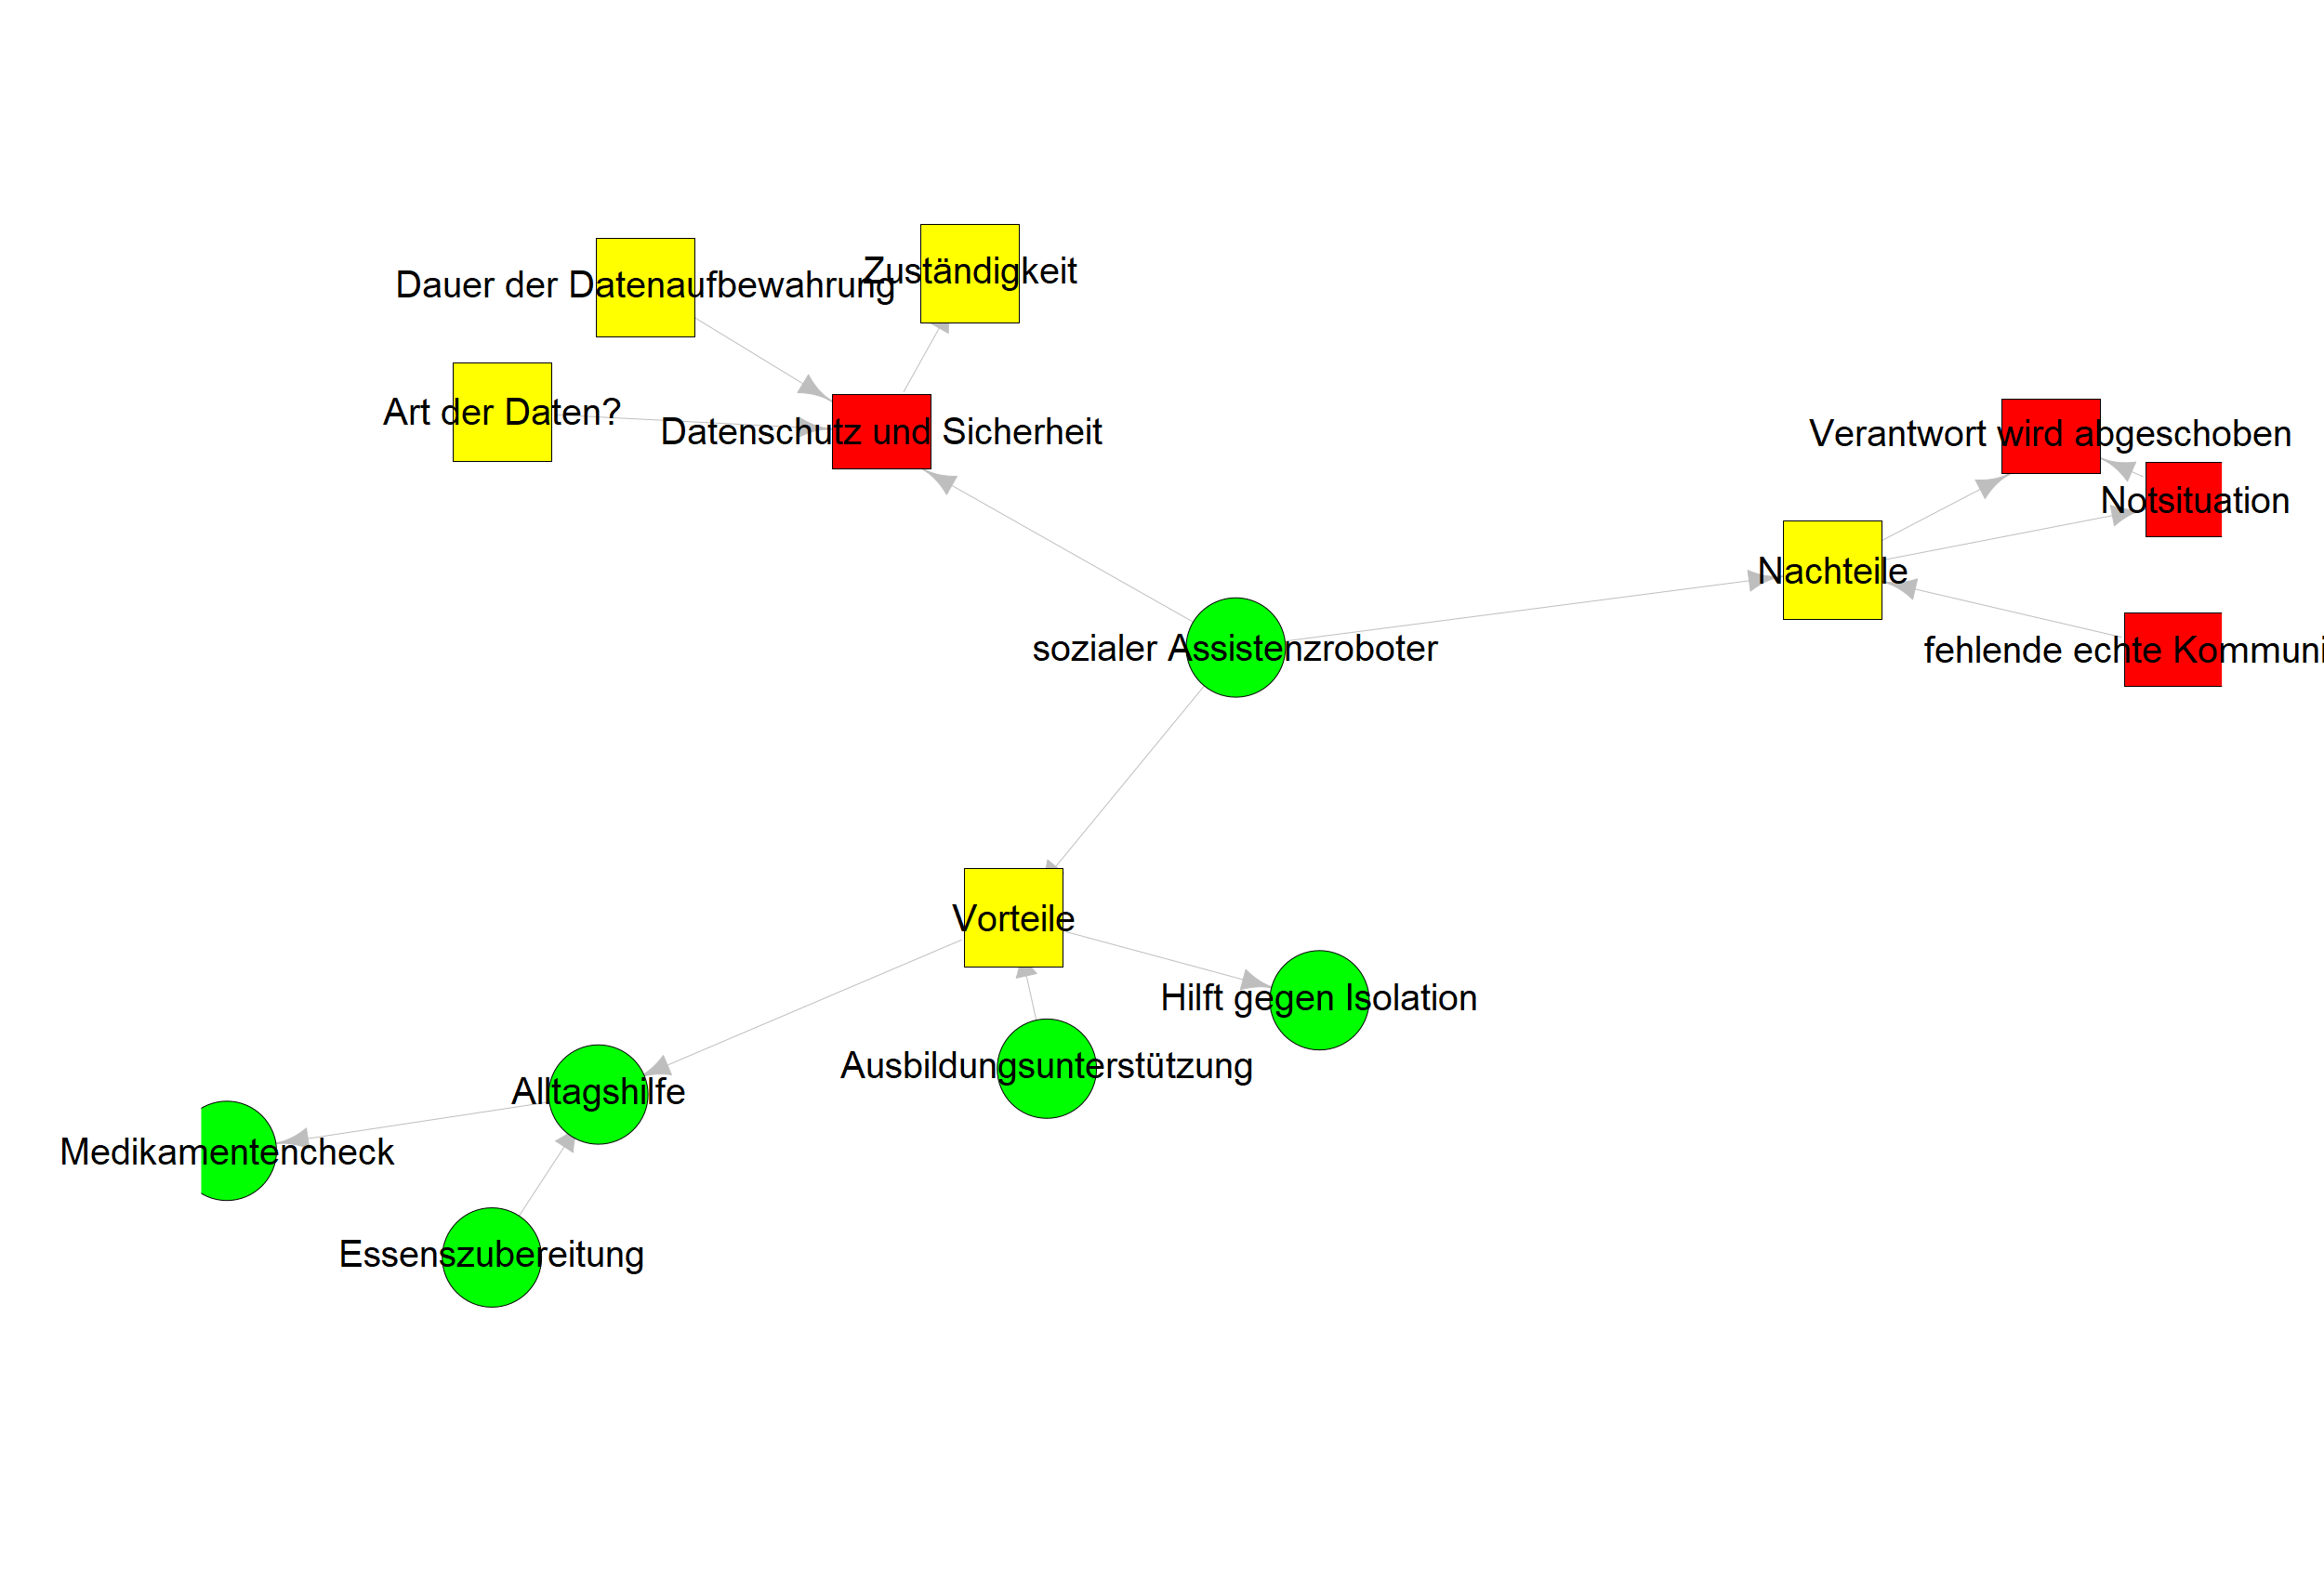 Zuständigkeit
Dauer der Datenaufbewahrung
Art der Daten?
Datenschutz und Sicherheit
Verantwort wird abgeschoben
Notsituation
Nachteile
sozialer Assistenzroboter
fehlende echte Kommuni
Vorteile
Hilft gegen Isolation
Ausbildungsunterstützung
Alltagshilfe
Medikamentencheck
Essenszubereitung